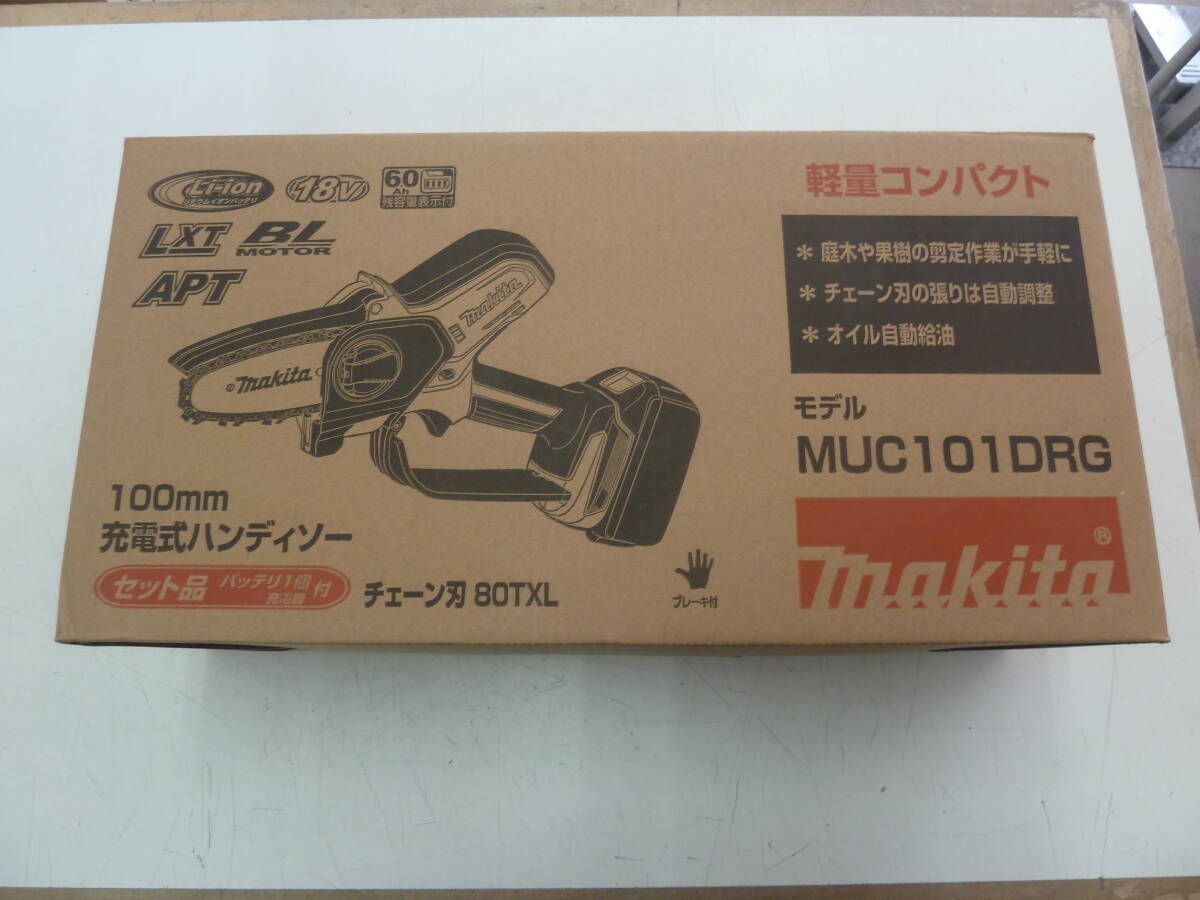 Li-ion
リチウムイオンバッテリ
18V
6.0
Ah
残容量表示付
LXT
BL
MOTOR
APT
makita
makita
100mm
充電式ハンディソー
セット品 バッテリ1個
充電器 付
チェーン刃 80TXL
ブレーキ付
軽量コンパクト
* 庭木や果樹の剪定作業が手軽に
* チェーン刃の張りは自動調整
* オイル自動給油
モデル
MUC101DRG
makita®